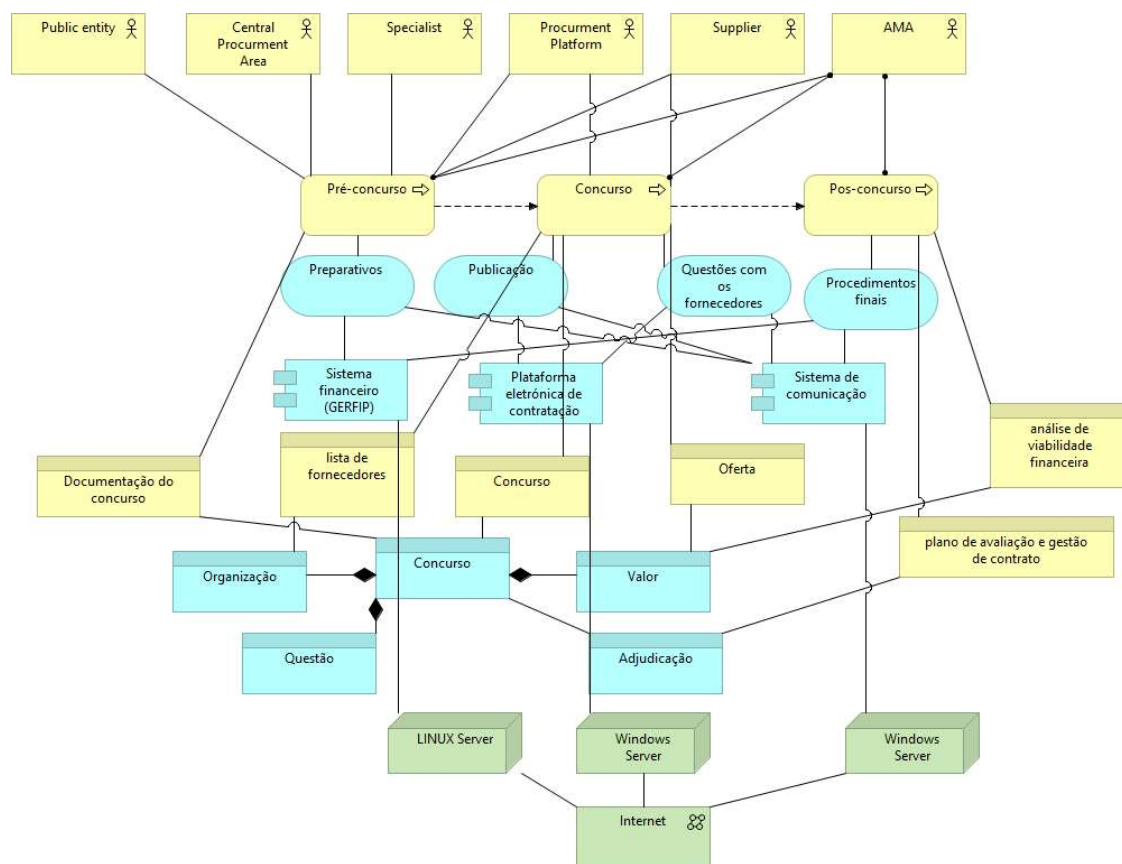 Public entity
Central
Procurment
Area
Specialist
Procurment
Platform
Supplier
AMA
Pré-concurso
Concurso
Pos-concurso
Preparativos
Publicação
Questões com
os
fornecedores
Procedimentos
finais
Sistema
financeiro
(GERFIP)
Plataforma
eletrónica de
contratação
Sistema de
comunicação
análise de
viabilidade
financeira
Documentação do
concurso
lista de
fornecedores
Concurso
Oferta
plano de avaliação e gestão
de contrato
Organização
Concurso
Valor
Questão
Adjudicação
LINUX Server
Windows
Server
Windows
Server
Internet